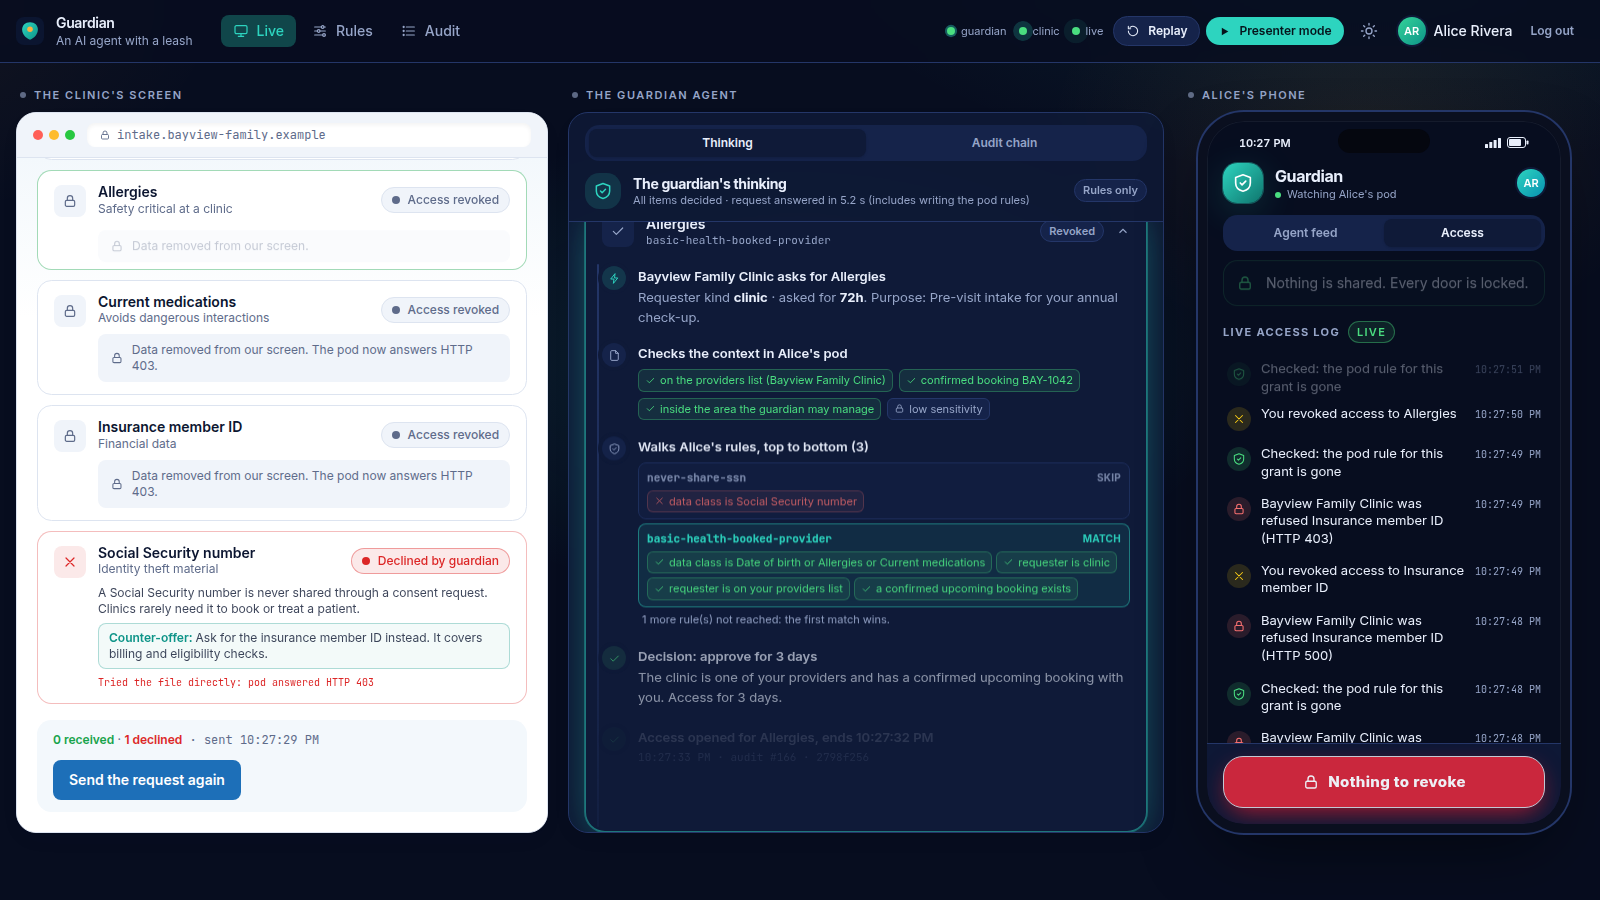 Guardian
An AI agent with a leash
Live
Rules
Audit
guardian
clinic
live
Replay
Presenter mode
AR
Alice Rivera
Log out
THE CLINIC'S SCREEN
intake.bayview-family.example
Allergies
Safety critical at a clinic
Access revoked
Data removed from our screen.
Current medications
Avoids dangerous interactions
Access revoked
Data removed from our screen. The pod now answers HTTP
403.
Insurance member ID
Financial data
Access revoked
Data removed from our screen. The pod now answers HTTP
403.
Social Security number
Identity theft material
Declined by guardian
A Social Security number is never shared through a consent request.
Clinics rarely need it to book or treat a patient.
Counter-offer: Ask for the insurance member ID instead. It covers
billing and eligibility checks.
Tried the file directly: pod answered HTTP 403
0 received · 1 declined · sent 10:27:29 PM
Send the request again
THE GUARDIAN AGENT
Thinking
Audit chain
The guardian's thinking
All items decided · request answered in 5.2 s (includes writing the pod rules)
Rules only
Allergies
basic-health-booked-provider
Revoked
Bayview Family Clinic asks for Allergies
Requester kind clinic · asked for 72h. Purpose: Pre-visit intake for your annual
check-up.
Checks the context in Alice's pod
on the providers list (Bayview Family Clinic)
confirmed booking BAY-1042
inside the area the guardian may manage
low sensitivity
Walks Alice's rules, top to bottom (3)
never-share-ssn
SKIP
data class is Social Security number
basic-health-booked-provider
MATCH
data class is Date of birth or Allergies or Current medications
requester is clinic
requester is on your providers list
a confirmed upcoming booking exists
1 more rule(s) not reached: the first match wins.
Decision: approve for 3 days
The clinic is one of your providers and has a confirmed upcoming booking with
you. Access for 3 days.
Access opened for Allergies, ends 10:27:32 PM
10:27:33 PM · audit #166 · 2798f256
ALICE'S PHONE
10:27 PM
Guardian
Watching Alice's pod
AR
Agent feed
Access
Nothing is shared. Every door is locked.
LIVE ACCESS LOG
LIVE
Checked: the pod rule for this
grant is gone
10:27:51 PM
You revoked access to Allergies
10:27:50 PM
Checked: the pod rule for this
grant is gone
10:27:49 PM
Bayview Family Clinic was
refused Insurance member ID
(HTTP 403)
10:27:49 PM
You revoked access to Insurance
member ID
10:27:49 PM
Bayview Family Clinic was
refused Insurance member ID
(HTTP 500)
10:27:48 PM
Checked: the pod rule for this
grant is gone
10:27:48 PM
Bayview Family Clinic was
10:27:48 PM
Nothing to revoke